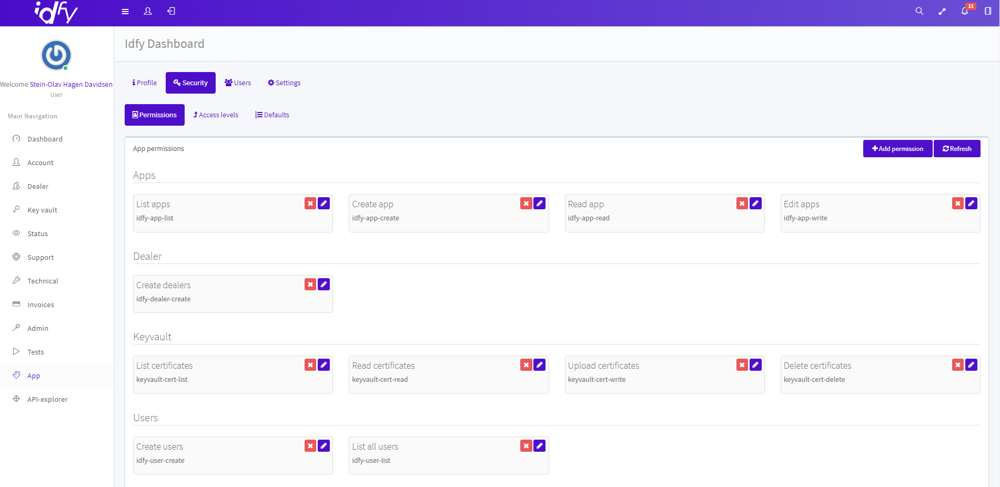 idfy
11
Idfy Dashboard
Welcome Stein-Olav Hagen Davidsen
User
Main Navigation
Dashboard
Account
Dealer
Key vault
Status
Support
Technical
Invoices
Admin
Tests
App
API-explorer
Profile
Security
Users
Settings
Permissions
Access levels
Defaults
App permissions
Add permission
Refresh
Apps
List apps
idfy-app-list
Create app
idfy-app-create
Read app
idfy-app-read
Edit apps
idfy-app-write
Dealer
Create dealers
idfy-dealer-create
Keyvault
List certificates
keyvault-cert-list
Read certificates
keyvault-cert-read
Upload certificates
keyvault-cert-write
Delete certificates
keyvault-cert-delete
Users
Create users
idfy-user-create
List all users
idfy-user-list